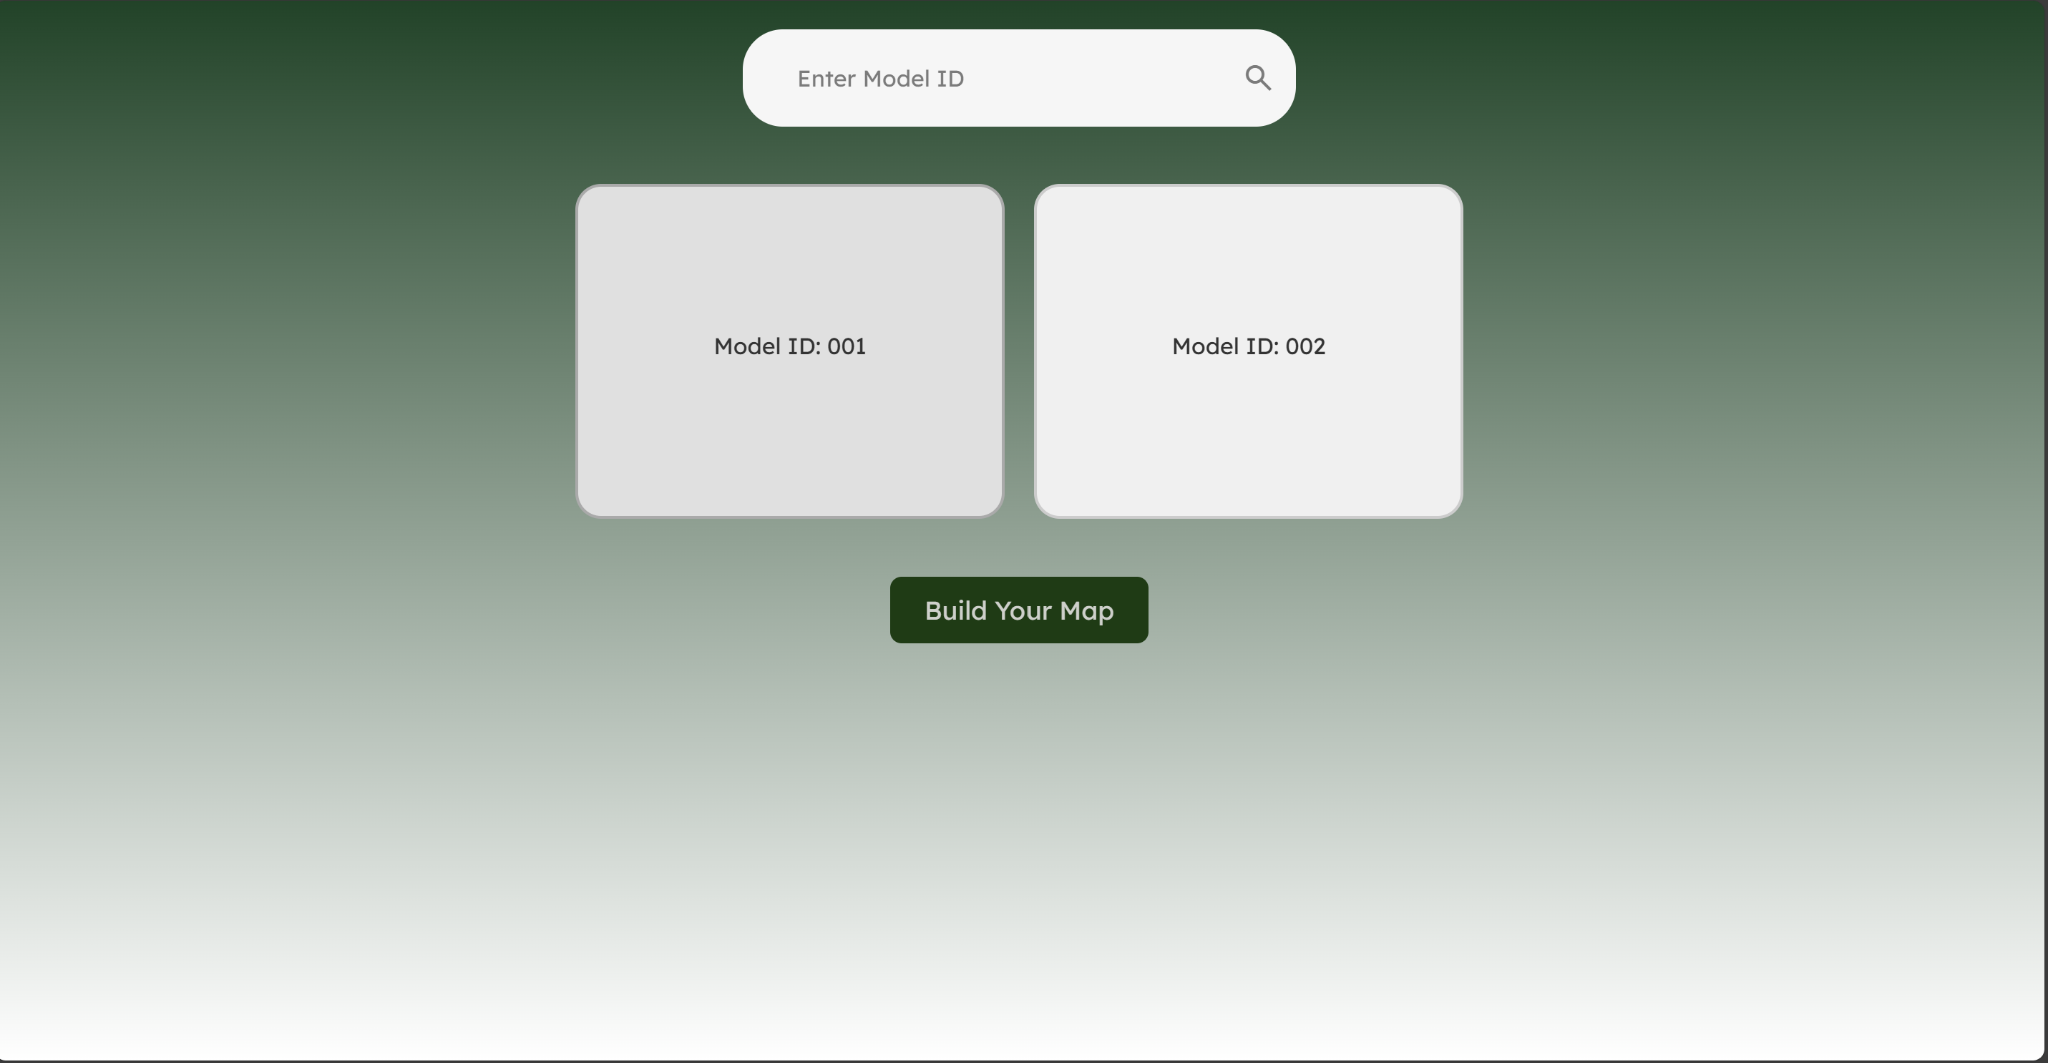 Enter Model ID
Model ID: 001
Model ID: 002
Build Your Map